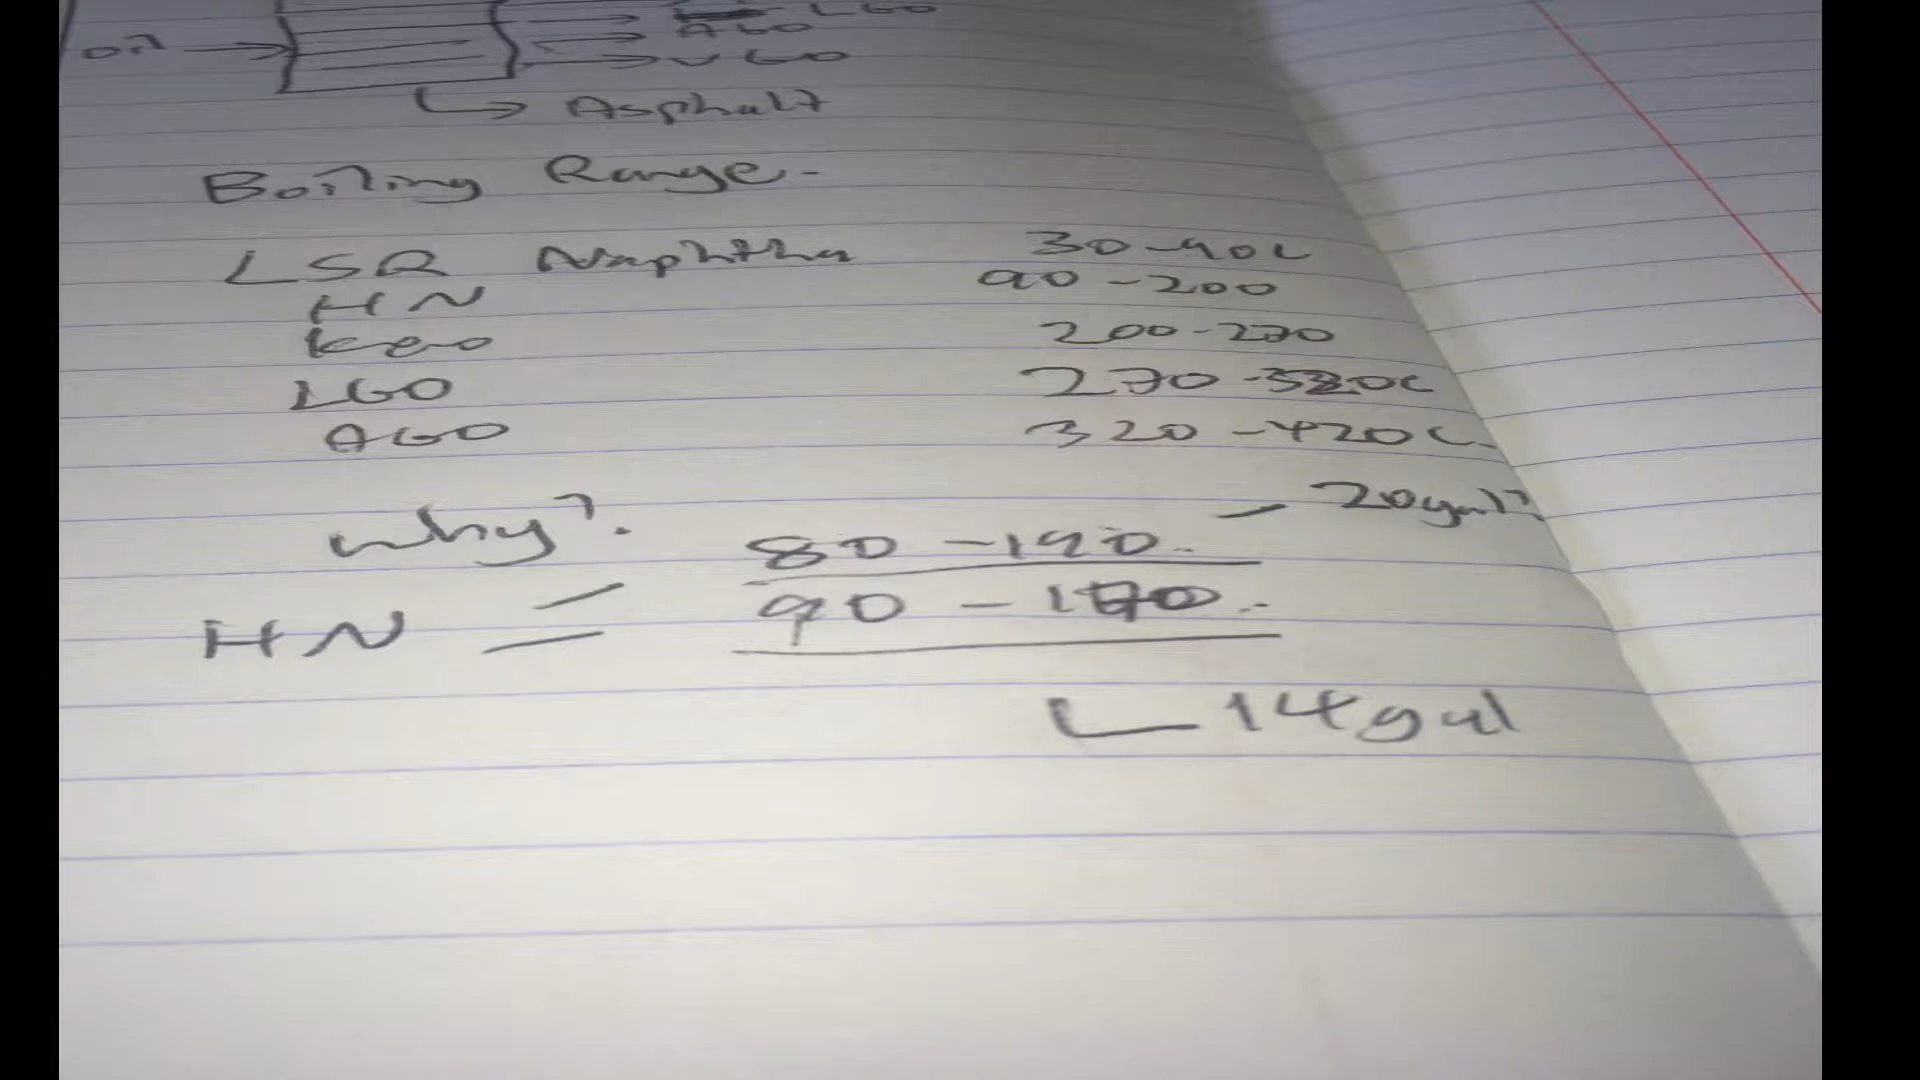 oil
AGO
VGO
Asphalt
Boiling Range-
LSR Naphtha 30-90C
HN 90-200
Kero 200-270
LGO 270-320C
AGO 320-420C
why? 80-190 - 20gal?
HN = 90-170
14gal